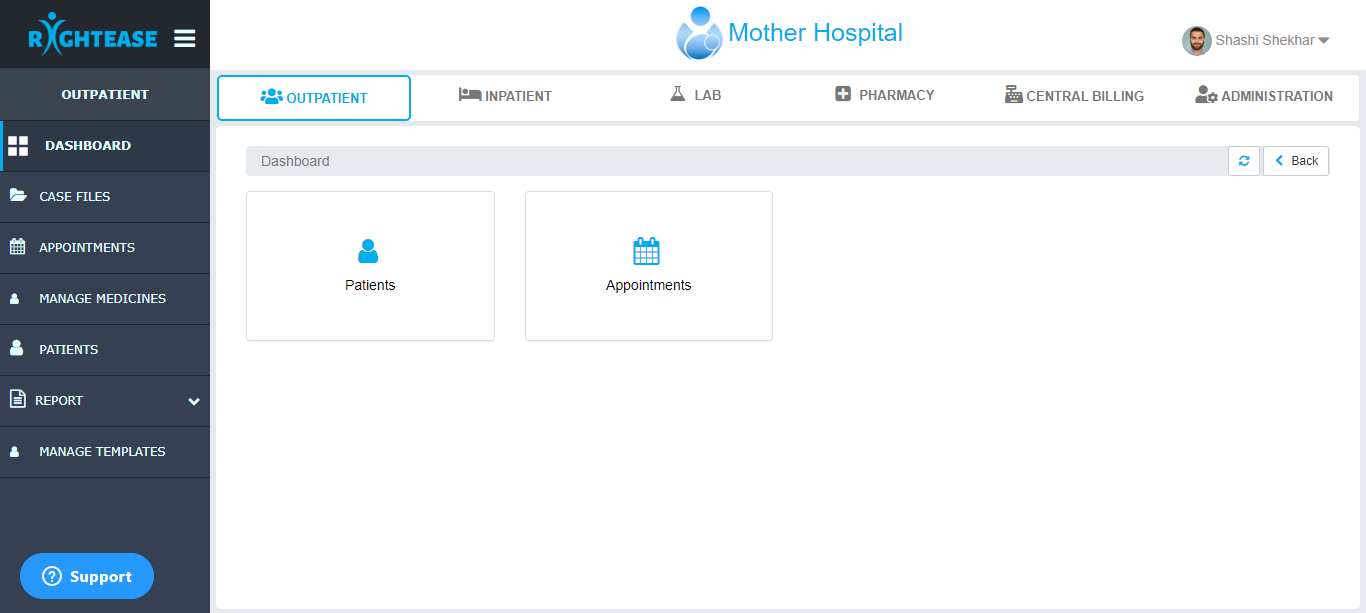 RIGHTEASE
Mother Hospital
Shashi Shekhar
OUTPATIENT
OUTPATIENT
INPATIENT
LAB
PHARMACY
CENTRAL BILLING
ADMINISTRATION
DASHBOARD
CASE FILES
APPOINTMENTS
MANAGE MEDICINES
PATIENTS
REPORT
MANAGE TEMPLATES
? Support
Dashboard
Back
Patients
Appointments